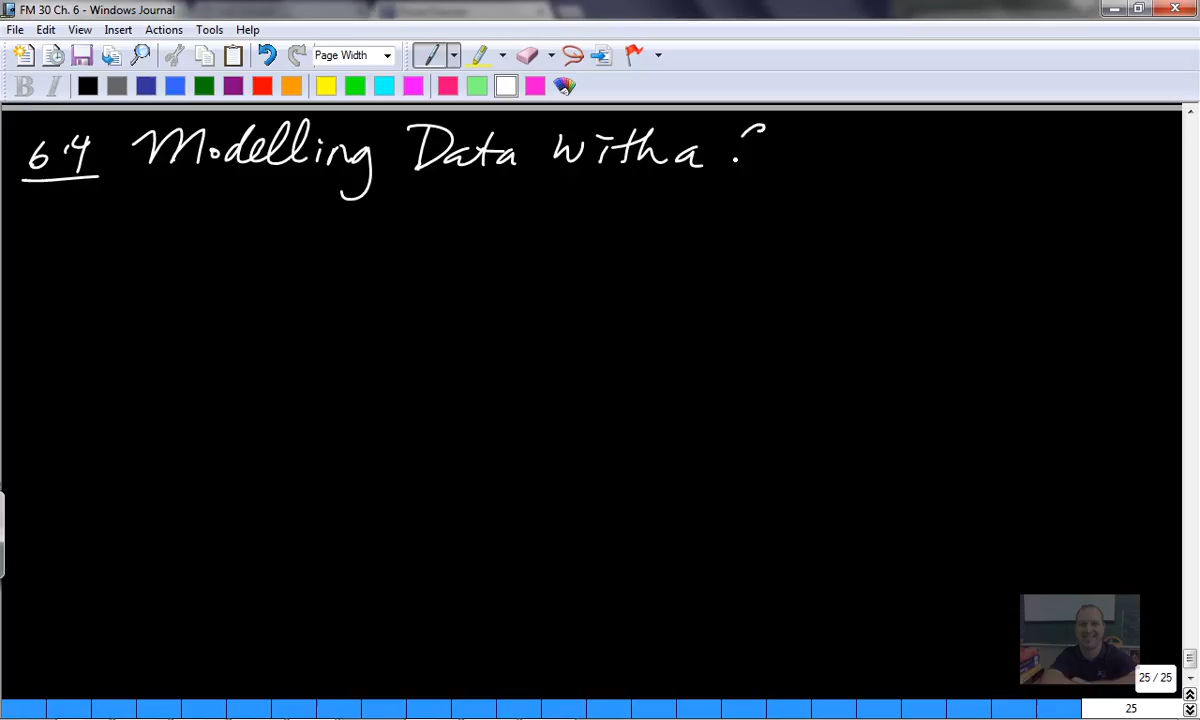 FM 30 Ch. 6 - Windows Journal
File Edit View Insert Actions Tools Help
Page Width
B I
6.4 Modelling Data with a
25 / 25
25